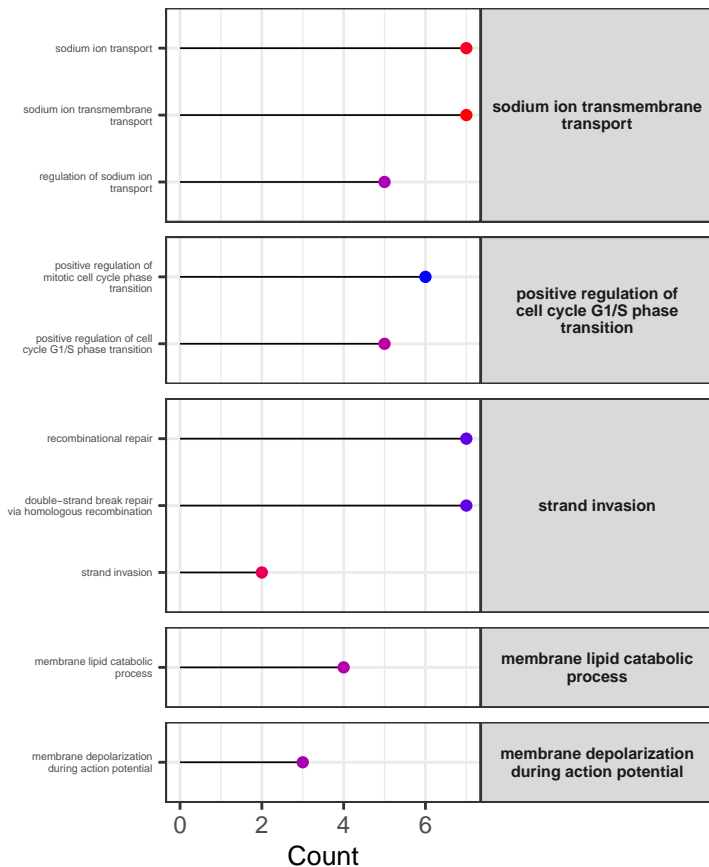 sodium ion transport
sodium ion transmembrane
transport
regulation of sodium ion
transport
sodium ion transmembrane
transport
positive regulation of
mitotic cell cycle phase
transition
positive regulation of cell
cycle G1/S phase transition
positive regulation of
cell cycle G1/S phase
transition
recombinational repair
double−strand break repair
via homologous recombination
strand invasion
strand invasion
membrane lipid catabolic
process
membrane lipid catabolic
process
membrane depolarization
during action potential
membrane depolarization
during action potential
0 2 4 6
Count